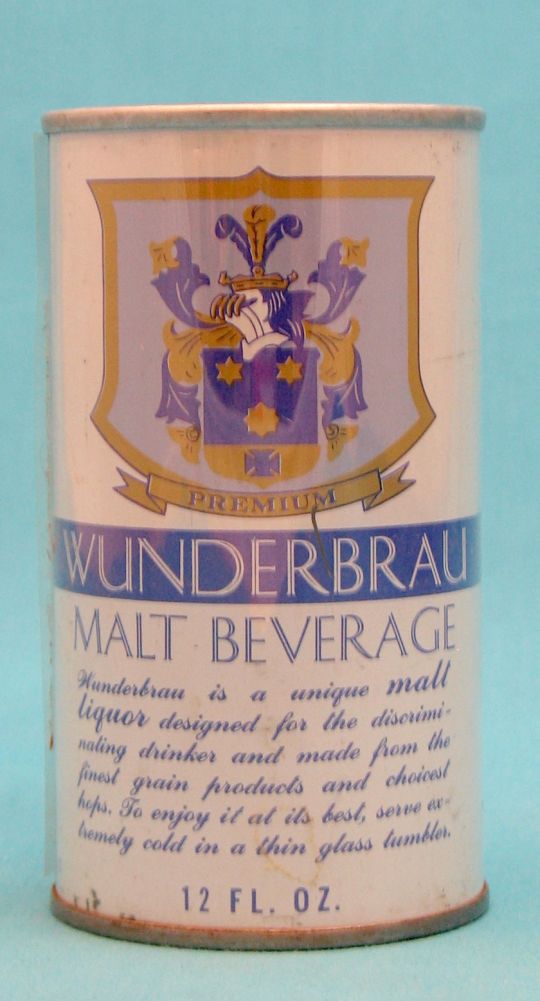 PREMIUM
WUNDERBRAU
MALT BEVERAGE
Wunderbrau is a unique malt
liquor designed for the discrimi-
nating drinker and made from the
finest grain products and choicest
hops. To enjoy it at its best, serve ex-
tremely cold in a thin glass tumbler.
12 FL. OZ.